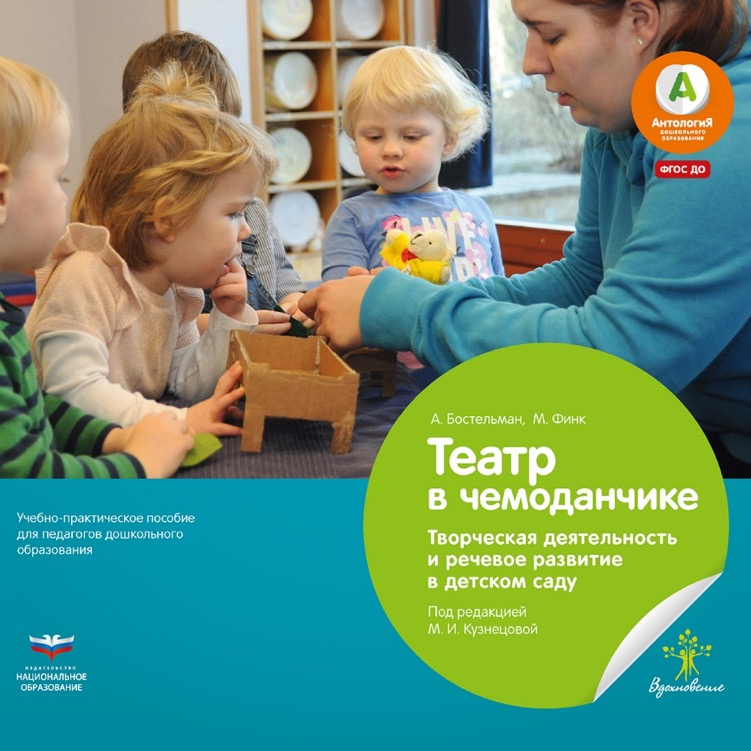 А
АнтологиЯ
ДОШКОЛЬНОГО
ОБРАЗОВАНИЯ
ФГОС ДО
А. Бостельман, М. Финк
Театр
в чемоданчике
Творческая деятельность
и речевое развитие
в детском саду
Под редакцией
М. И. Кузнецовой
Учебно-практическое пособие
для педагогов дошкольного
образования
ИЗДАТЕЛЬСТВО
НАЦИОНАЛЬНОЕ
ОБРАЗОВАНИЕ
Вдохновение